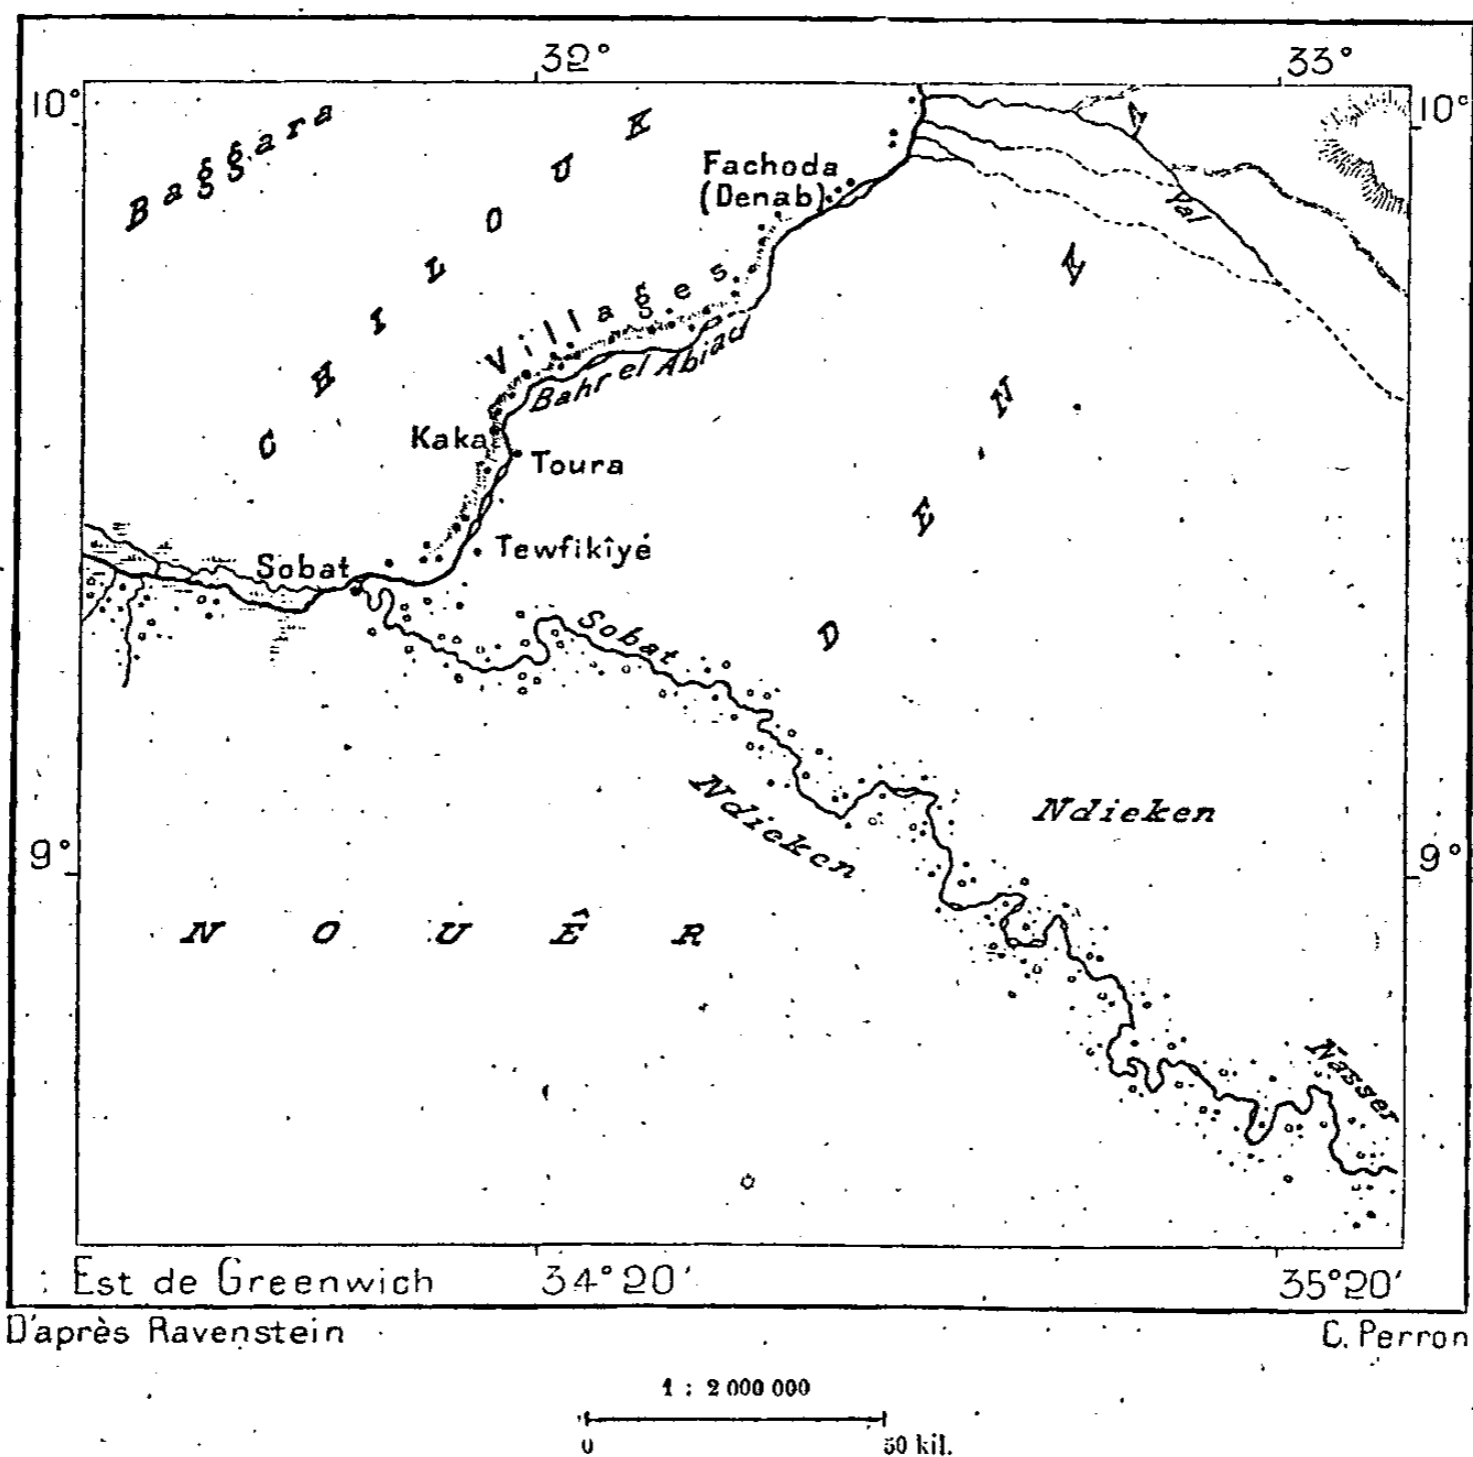 32° 33°
10° 10°
Baggara
CHILOUK
Fachoda
(Denab)
Yal
Villages
Bahr el Abiad
DENKA
Kaka
Toura
Tewfikîyé
Sobat
Sobat
Ndieken
Ndieken
9° 9°
NOUÊR
Nasser
Est de Greenwich 34°20' 35°20'
D'après Ravenstein C. Perron
1 : 2 000 000
0 50 kil.